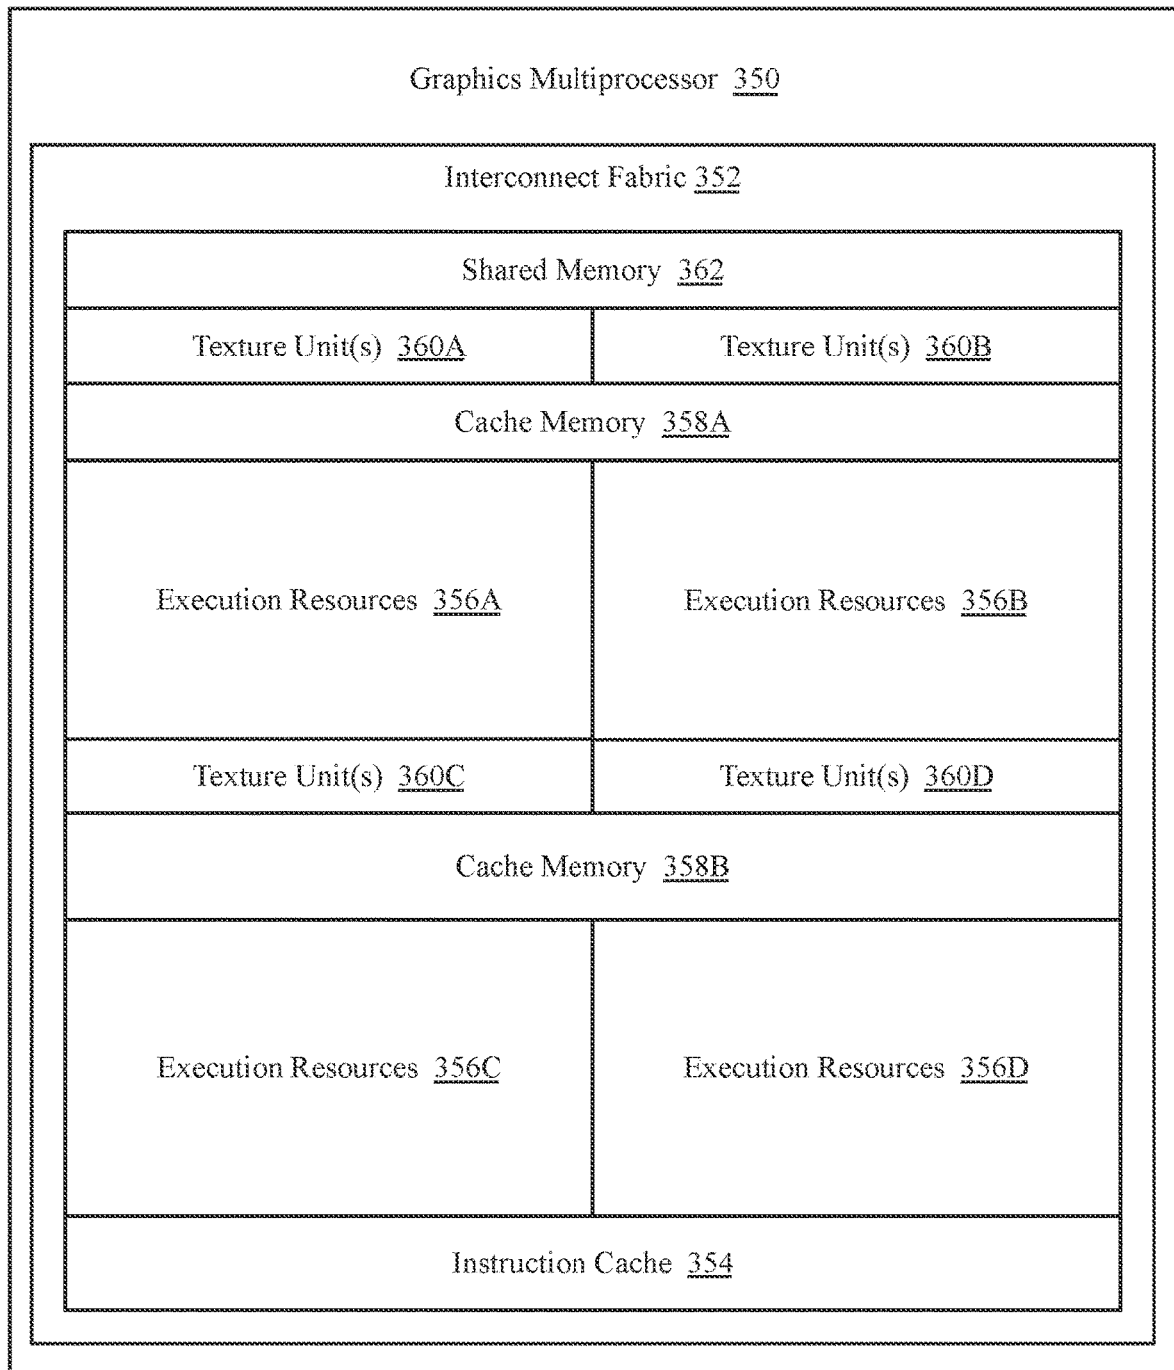 Graphics Multiprocessor 350
Interconnect Fabric 352
Shared Memory 362
Texture Unit(s) 360A
Texture Unit(s) 360B
Cache Memory 358A
Execution Resources 356A
Execution Resources 356B
Texture Unit(s) 360C
Texture Unit(s) 360D
Cache Memory 358B
Execution Resources 356C
Execution Resources 356D
Instruction Cache 354